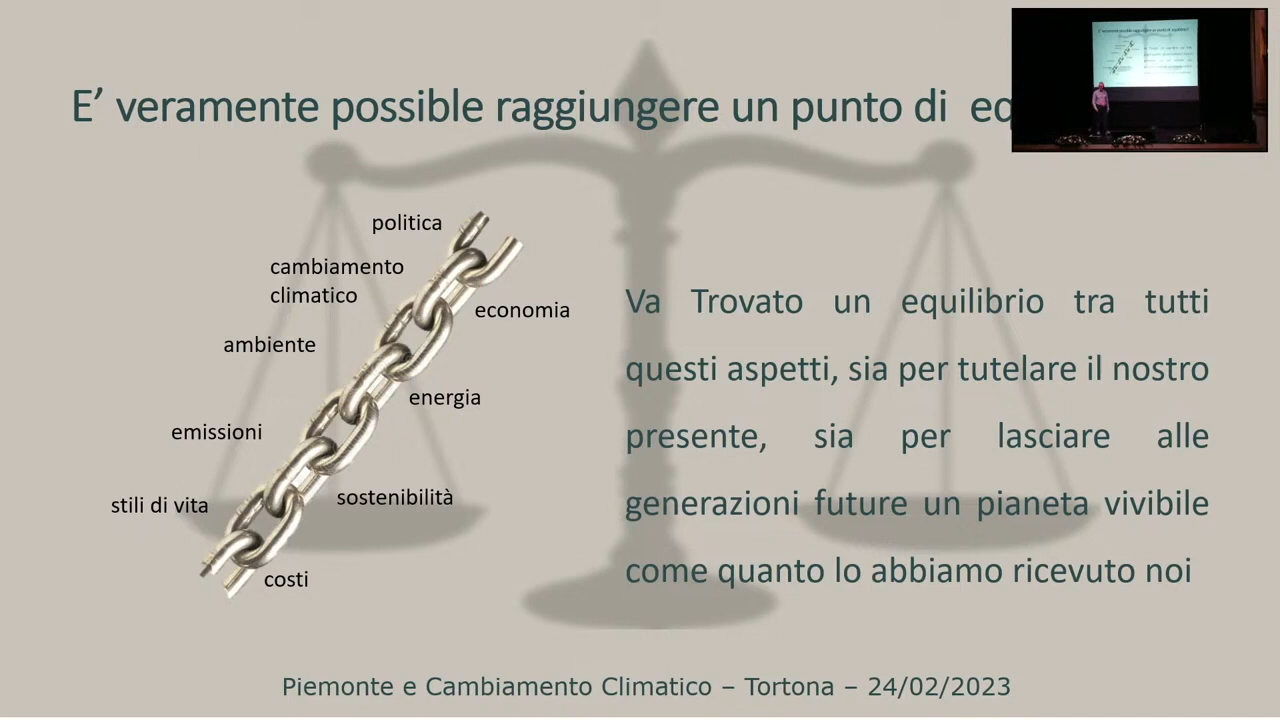 E' veramente possibile raggiungere un punto di eq
politica
cambiamento
climatico
economia
ambiente
energia
emissioni
sostenibilità
stili di vita
costi
Va Trovato un equilibrio tra tutti
questi aspetti, sia per tutelare il nostro
presente, sia per lasciare alle
generazioni future un pianeta vivibile
come quanto lo abbiamo ricevuto noi
Piemonte e Cambiamento Climatico – Tortona – 24/02/2023